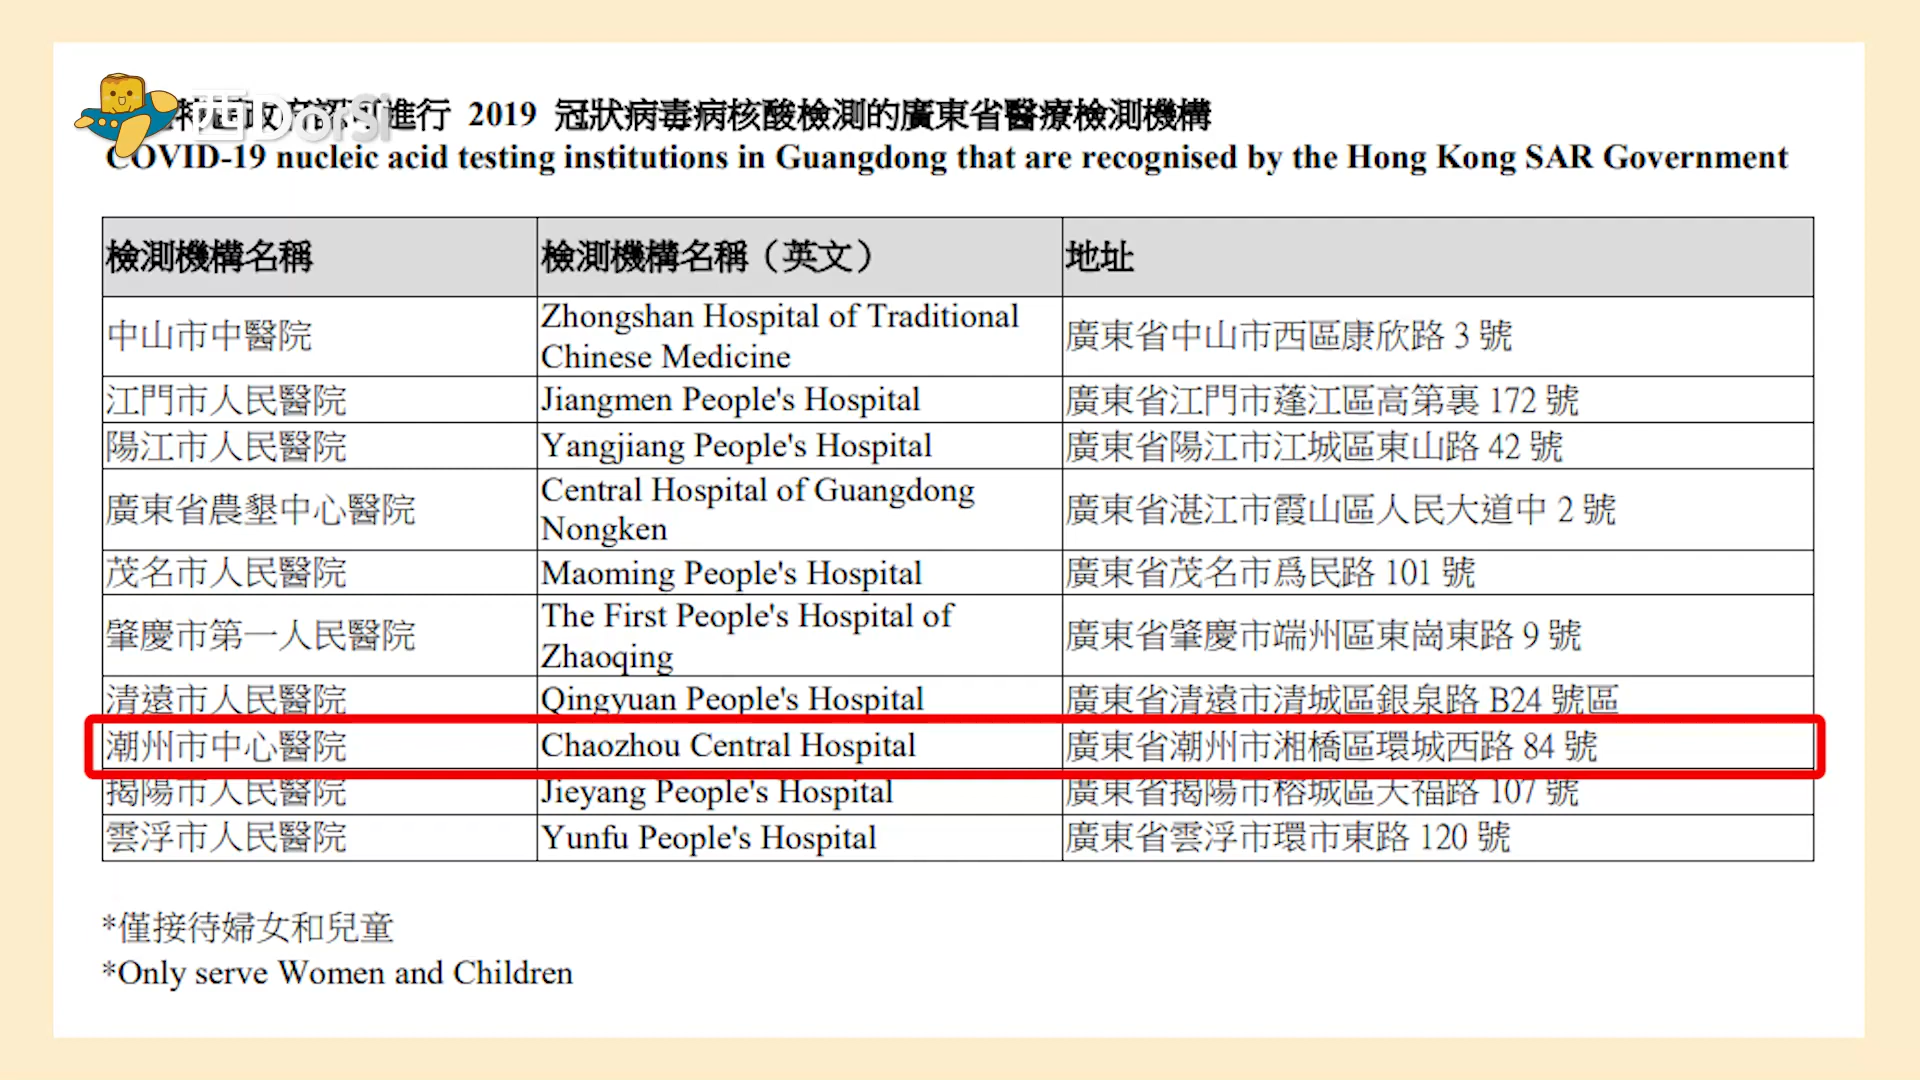 西DorSi
政府認可進行 2019 冠狀病毒病核酸檢測的廣東省醫療檢測機構
COVID-19 nucleic acid testing institutions in Guangdong that are recognised by the Hong Kong SAR Government
檢測機構名稱 檢測機構名稱（英文） 地址
中山市中醫院 Zhongshan Hospital of Traditional Chinese Medicine 廣東省中山市西區康欣路 3 號
江門市人民醫院 Jiangmen People's Hospital 廣東省江門市蓬江區高第裏 172 號
陽江市人民醫院 Yangjiang People's Hospital 廣東省陽江市江城區東山路 42 號
廣東省農墾中心醫院 Central Hospital of Guangdong Nongken 廣東省湛江市霞山區人民大道中 2 號
茂名市人民醫院 Maoming People's Hospital 廣東省茂名市爲民路 101 號
肇慶市第一人民醫院 The First People's Hospital of Zhaoqing 廣東省肇慶市端州區東崗東路 9 號
清遠市人民醫院 Qingyuan People's Hospital 廣東省清遠市清城區銀泉路 B24 號區
潮州市中心醫院 Chaozhou Central Hospital 廣東省潮州市湘橋區環城西路 84 號
揭陽市人民醫院 Jieyang People's Hospital 廣東省揭陽市榕城區大福路 107 號
雲浮市人民醫院 Yunfu People's Hospital 廣東省雲浮市環市東路 120 號
*僅接待婦女和兒童
*Only serve Women and Children